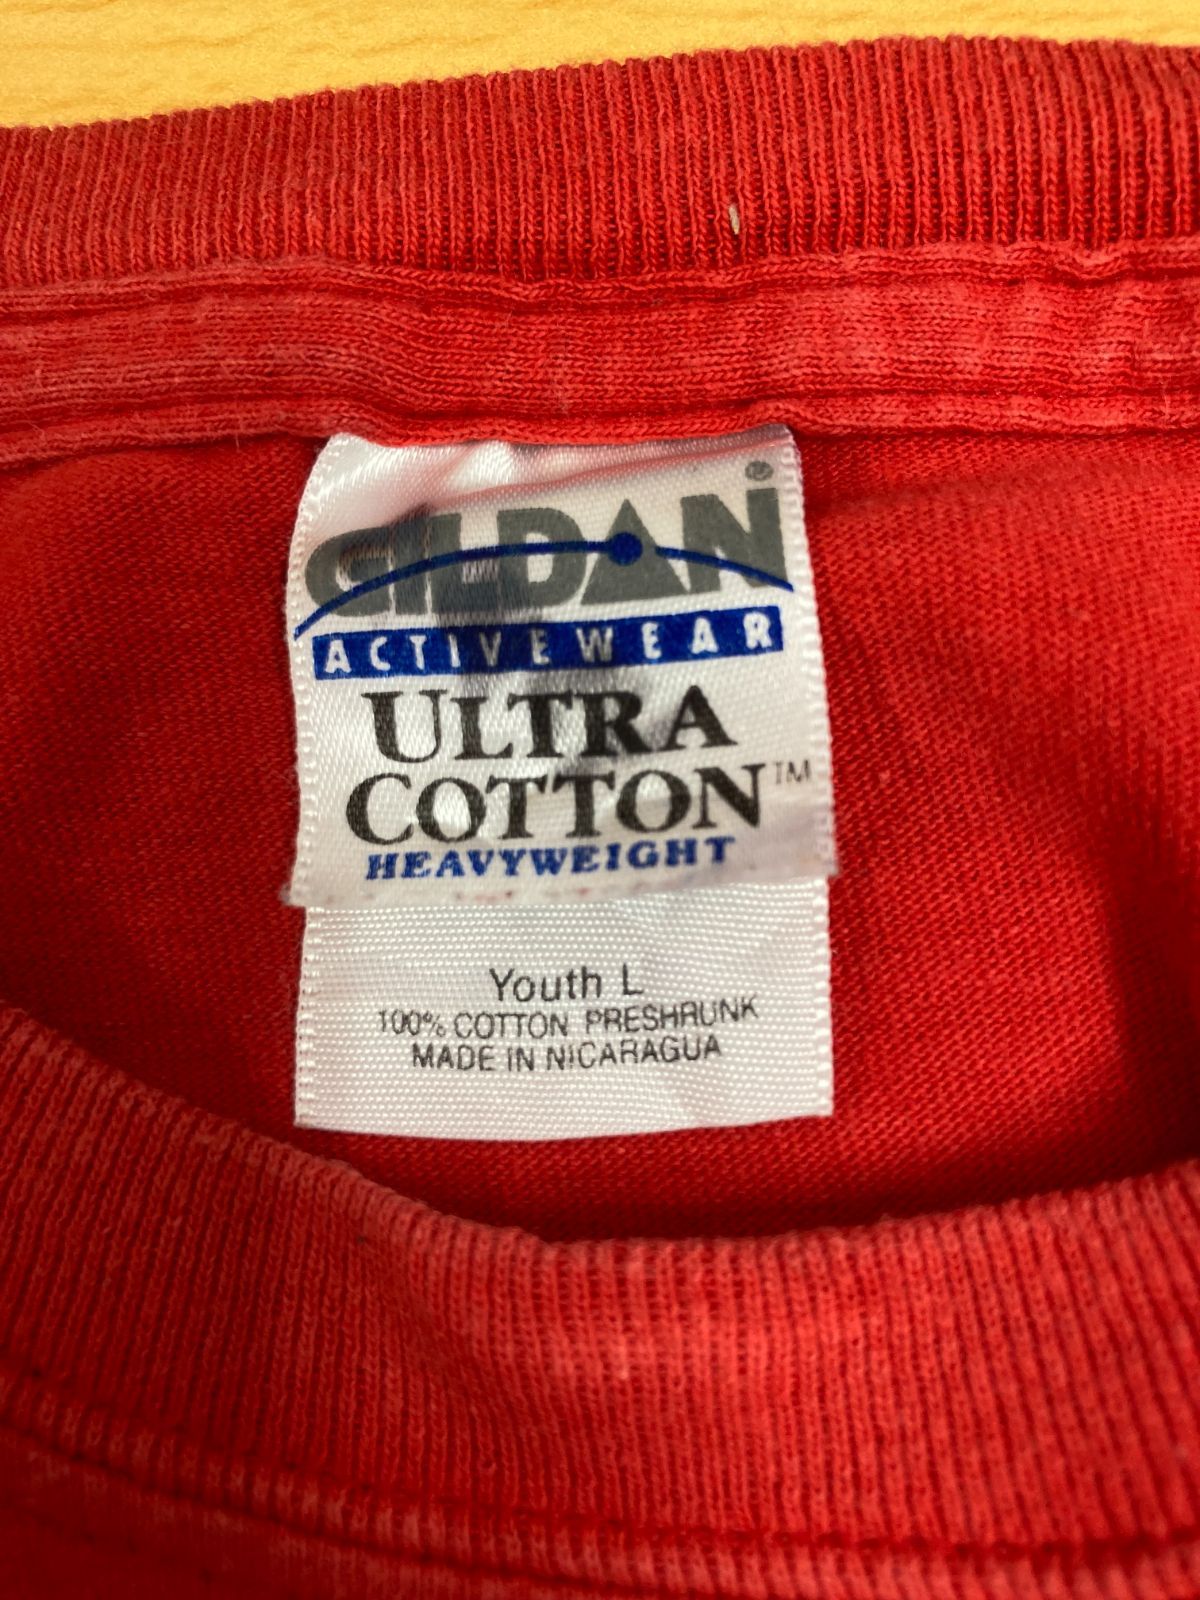 GILDAN®
ACTIVEWEAR
ULTRA
COTTON™
HEAVYWEIGHT
Youth L
100% COTTON PRESHRUNK
MADE IN NICARAGUA